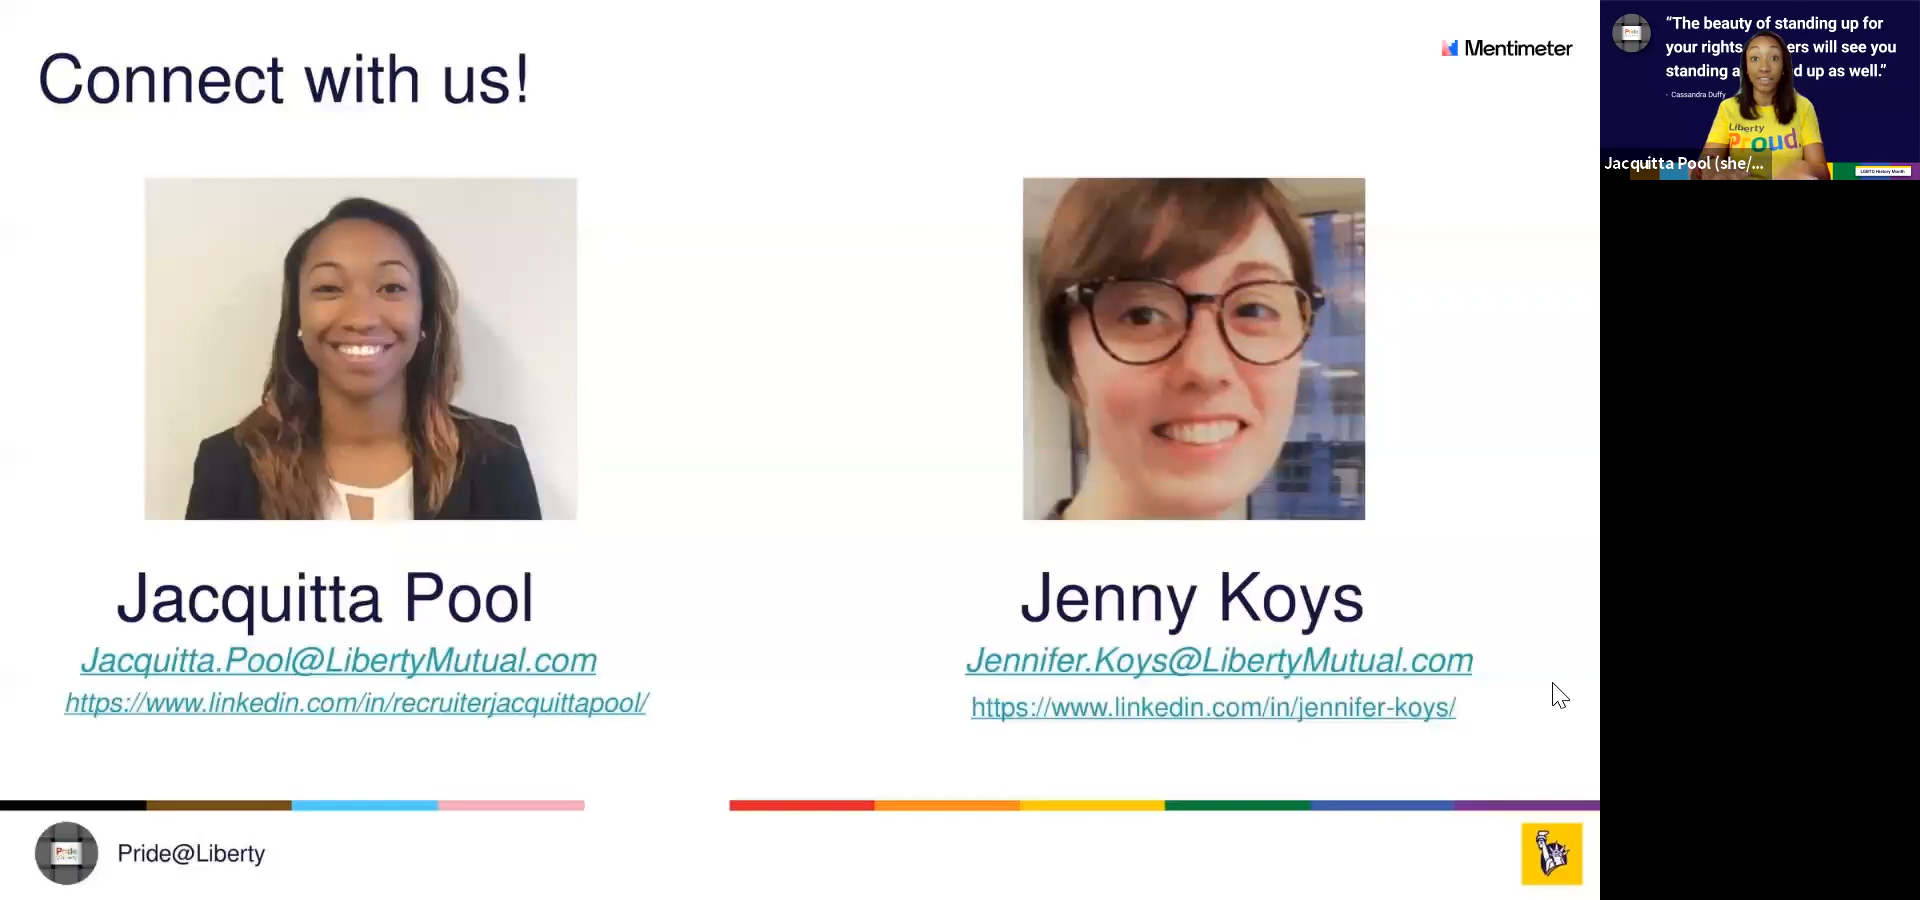 Connect with us!
Mentimeter
Jacquitta Pool
Jacquitta.Pool@LibertyMutual.com
https://www.linkedin.com/in/recruiterjacquittapool/
Jenny Koys
Jennifer.Koys@LibertyMutual.com
https://www.linkedin.com/in/jennifer-koys/
Pride@Liberty
“The beauty of standing up for
your rights ers will see you
standing a d up as well.”
- Cassandra Duffy
Liberty
Proud.
Jacquitta Pool (she/...
LGBTQ History Month